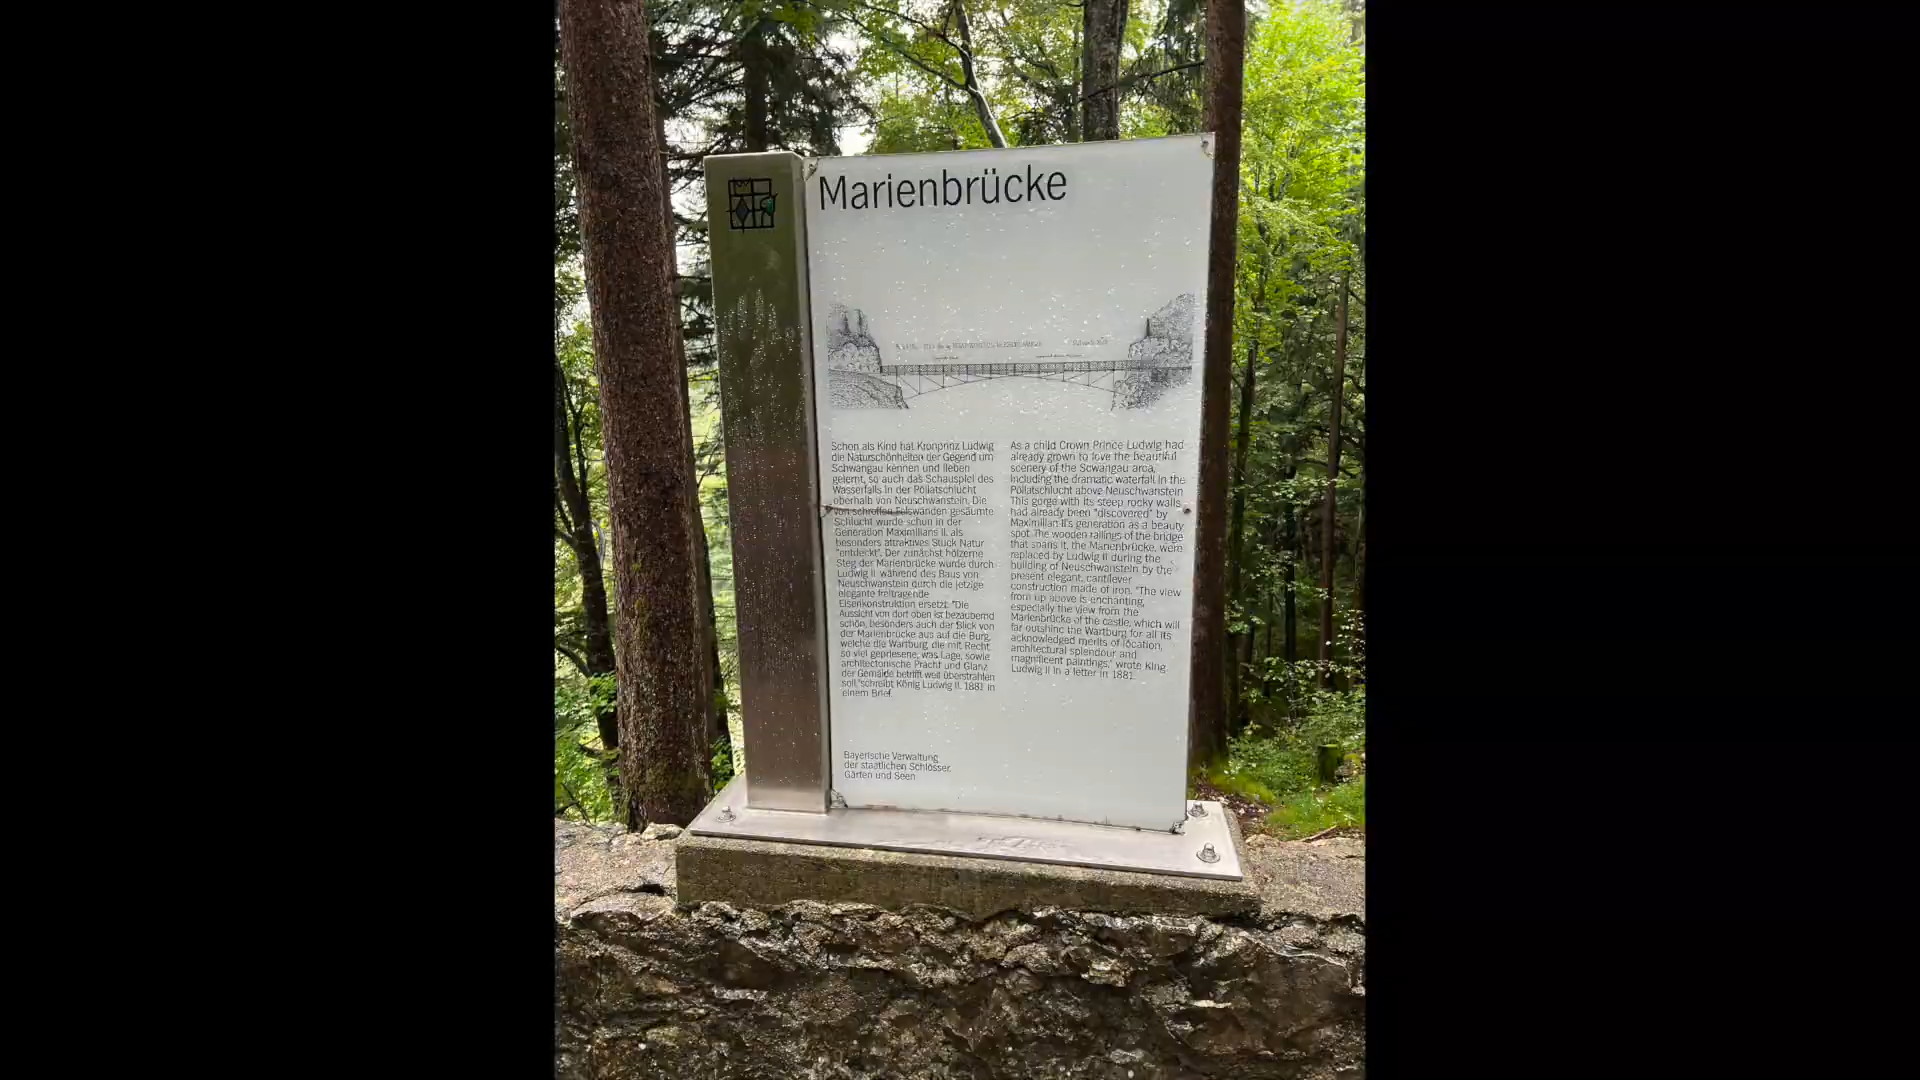 Marienbrücke
Schon als Kind hat Kronprinz Ludwig
die Naturschönheiten der Gegend um
Schwangau kennen und lieben
gelernt, so auch das Schauspiel des
Wasserfalls in der Pöllatschlucht
oberhalb von Neuschwanstein. Die
von schroffen Felswänden gesäumte
Schlucht wurde schon in der
Generation Maximilians II. als
besonders attraktives Stück Natur
"entdeckt". Der zunächst hölzerne
Steg der Marienbrücke wurde durch
Ludwig II. während des Baus von
Neuschwanstein durch die jetzige
elegante freitragende
Eisenkonstruktion ersetzt. "Die
Aussicht von dort oben ist bezaubernd
schön, besonders auch der Blick von
der Marienbrücke aus auf die Burg,
welche die Wartburg, die mit Recht
so viel gepriesene, was Lage, sowie
architectonische Pracht und Glanz
der Gemälde betrifft weit überstrahlen
soll,"schreibt König Ludwig II. 1881 in
einem Brief.
As a child Crown Prince Ludwig had
already grown to love the beautiful
scenery of the Scwangau area,
including the dramatic waterfall in the
Pöllatschlucht above Neuschwanstein.
This gorge with its steep rocky walls
had already been "discovered" by
Maximilian II's generation as a beauty
spot. The wooden railings of the bridge
that spans it, the Marienbrücke, were
replaced by Ludwig II during the
building of Neuschwanstein by the
present elegant, cantilever
construction made of iron. "The view
from up above is enchanting,
especially the view from the
Marienbrücke of the castle, which will
far outshine the Wartburg for all its
acknowledged merits of location,
architectural splendour and
magnificent paintings," wrote King
Ludwig II in a letter in 1881.
Bayerische Verwaltung
der staatlichen Schlösser,
Gärten und Seen